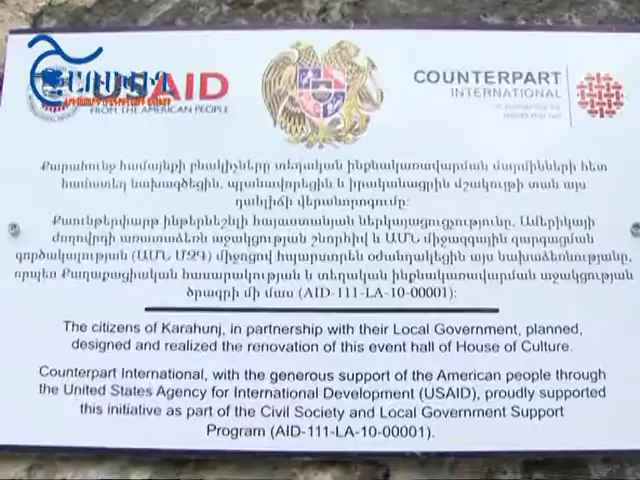 USAID
FROM THE AMERICAN PEOPLE
COUNTERPART
INTERNATIONAL
Քարահունջ համայնքի բնակիչները տեղական ինքնակառավարման մարմինների հետ
համատեղ նախագծեցին, պլանավորեցին և իրականացրին մշակույթի տան այս
դահլիճի վերանորոգումը:
Քաունթերփարթ ինթերնեշնլի հայաստանյան ներկայացուցչությունը, Ամերիկայի
ժողովրդի առատաձեռն աջակցության շնորհիվ և ԱՄՆ միջազգային զարգացման
գործակալության (ԱՄՆ ՄԶԳ) միջոցով հպարտորեն օժանդակեցին այս նախաձեռնությանը,
որպես Քաղաքացիական հասարակության և տեղական ինքնակառավարման աջակցության
ծրագրի մի մաս (AID-111-LA-10-00001):
The citizens of Karahunj, in partnership with their Local Government, planned,
designed and realized the renovation of this event hall of House of Culture.
Counterpart International, with the generous support of the American people through
the United States Agency for International Development (USAID), proudly supported
this initiative as part of the Civil Society and Local Government Support
Program (AID-111-LA-10-00001).